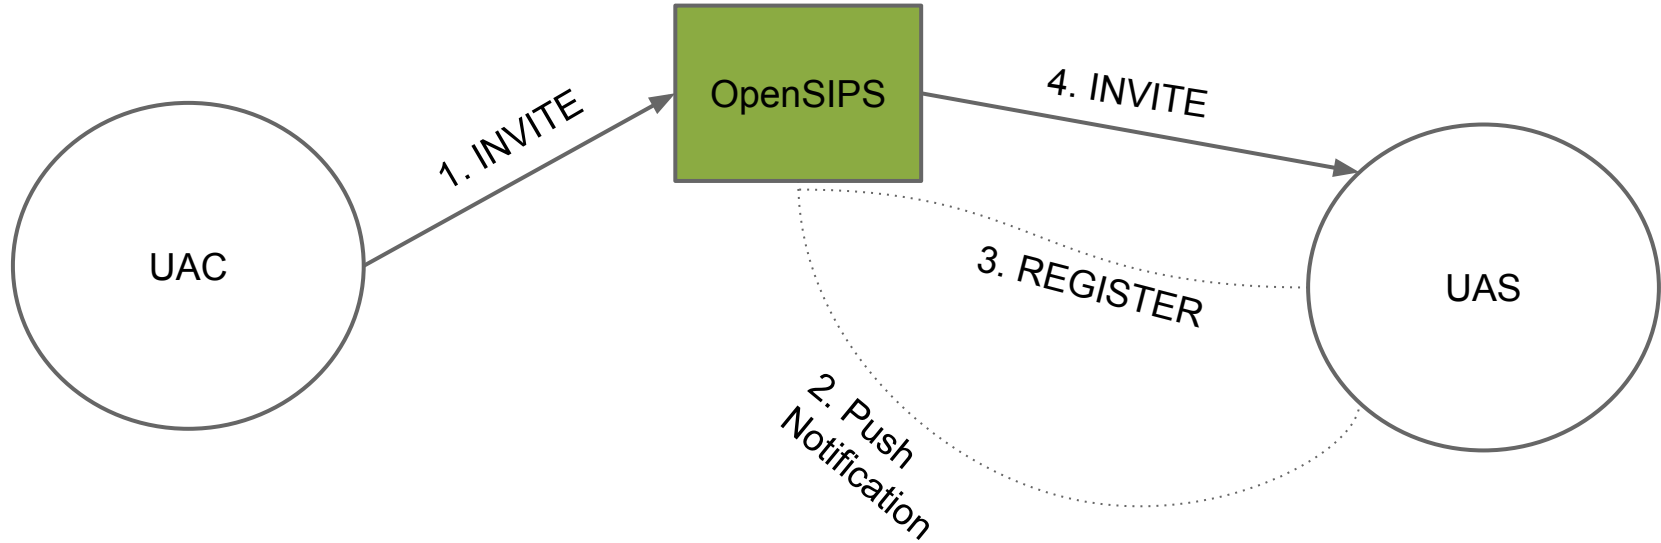 OpenSIPS
4. INVITE
1. INVITE
UAC
3. REGISTER
UAS
2. Push
Notification